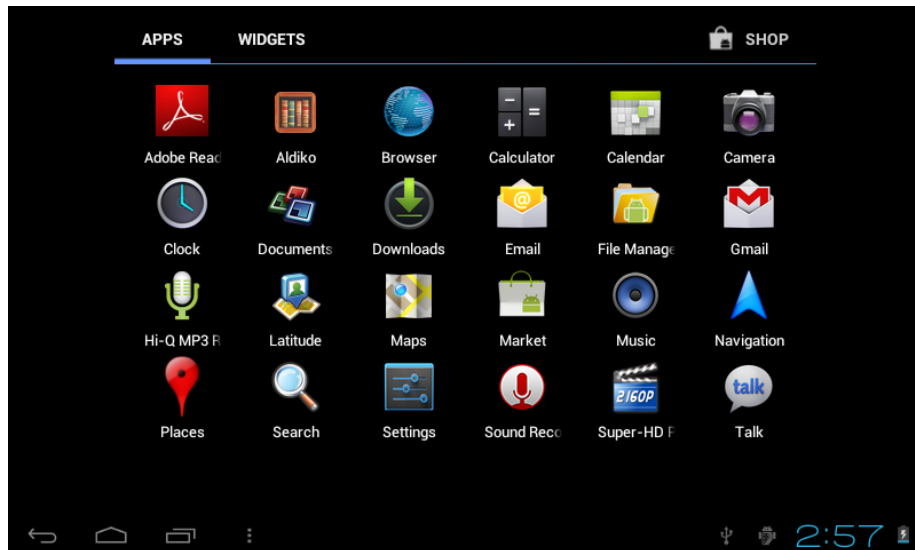 APPS WIDGETS SHOP
Adobe Read Aldiko Browser Calculator Calendar Camera
Clock Documents Downloads @ Email File Manage Gmail
Hi-Q MP3 R Latitude Maps Market Music Navigation
2160P talk
Places Search Settings Sound Reco Super-HD P Talk
2:57